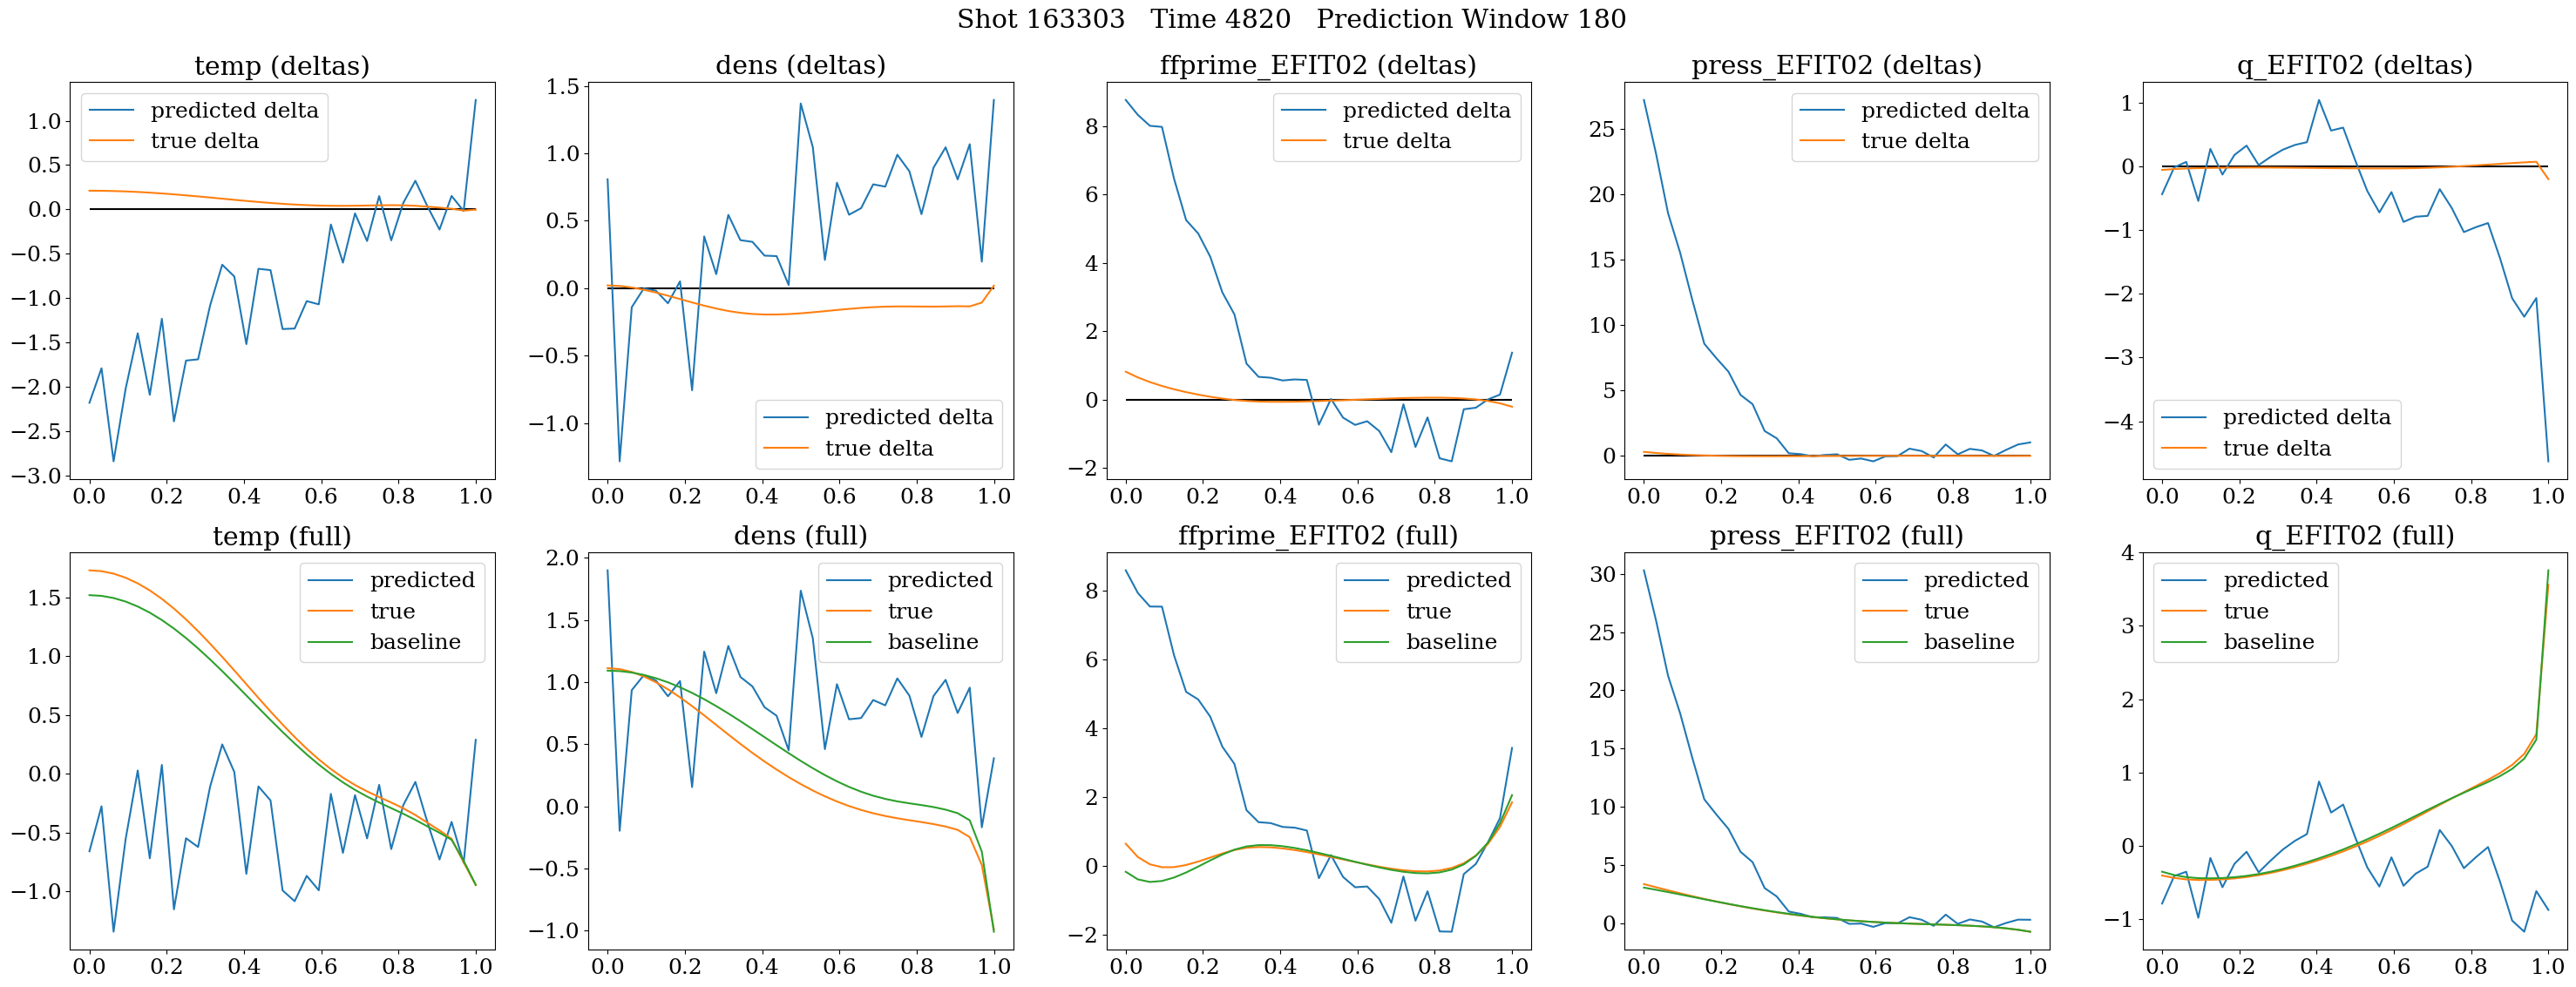 Shot 163303   Time 4820   Prediction Window 180
temp (deltas)
1.0
0.5
0.0
−0.5
−1.0
−1.5
−2.0
−2.5
−3.0
0.0 0.2 0.4 0.6 0.8 1.0
predicted delta
true delta
dens (deltas)
1.5
1.0
0.5
0.0
−0.5
−1.0
0.0 0.2 0.4 0.6 0.8 1.0
predicted delta
true delta
ffprime_EFIT02 (deltas)
8
6
4
2
0
−2
0.0 0.2 0.4 0.6 0.8 1.0
predicted delta
true delta
press_EFIT02 (deltas)
25
20
15
10
5
0
0.0 0.2 0.4 0.6 0.8 1.0
predicted delta
true delta
q_EFIT02 (deltas)
1
0
−1
−2
−3
−4
0.0 0.2 0.4 0.6 0.8 1.0
predicted delta
true delta
temp (full)
1.5
1.0
0.5
0.0
−0.5
−1.0
0.0 0.2 0.4 0.6 0.8 1.0
predicted
true
baseline
dens (full)
2.0
1.5
1.0
0.5
0.0
−0.5
−1.0
0.0 0.2 0.4 0.6 0.8 1.0
predicted
true
baseline
ffprime_EFIT02 (full)
8
6
4
2
0
−2
0.0 0.2 0.4 0.6 0.8 1.0
predicted
true
baseline
press_EFIT02 (full)
30
25
20
15
10
5
0
0.0 0.2 0.4 0.6 0.8 1.0
predicted
true
baseline
q_EFIT02 (full)
4
3
2
1
0
−1
0.0 0.2 0.4 0.6 0.8 1.0
predicted
true
baseline